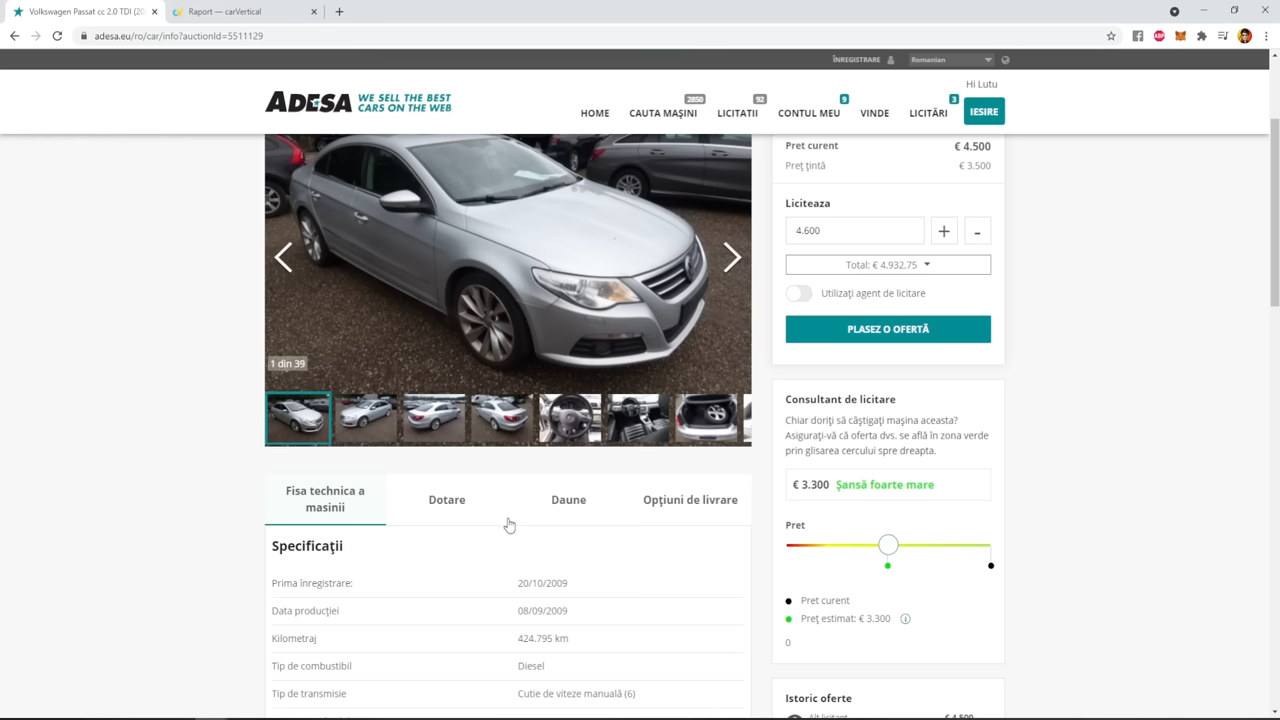 Volkswagen Passat cc 2.0 TDI (20
Raport — carVertical
adesa.eu/ro/car/info?auctionId=5511129
ÎNREGISTRARE
Romanian
ADESA WE SELL THE BEST
CARS ON THE WEB
Hi Lutu
HOME
CAUTA MAȘINI
2850
LICITATII
92
CONTUL MEU
9
VINDE
LICITĂRI
3
IESIRE
1 din 39
Pret curent € 4.500
Preț țintă € 3.500
Liciteaza
4.600
+ -
Total: € 4.932,75
Utilizați agent de licitare
PLASEZ O OFERTĂ
Consultant de licitare
Chiar doriți să câștigați mașina aceasta?
Asigurați-vă că oferta dvs. se află în zona verde
prin glisarea cercului spre dreapta.
€ 3.300 Șansă foarte mare
Pret
Pret curent
Preț estimat: € 3.300
0
Istoric oferte
Alt licitant € 4.500
Fisa technica a
masinii
Dotare
Daune
Opțiuni de livrare
Specificații
Prima înregistrare: 20/10/2009
Data producției 08/09/2009
Kilometraj 424.795 km
Tip de combustibil Diesel
Tip de transmisie Cutie de viteze manuală (6)